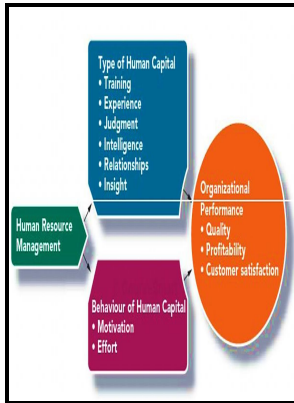 Type of Human Capital
• Training
• Experience
• Judgment
• Intelligence
• Relationships
• Insight
Human Resource
Management
Behaviour of Human Capital
• Motivation
• Effort
Organizational
Performance
• Quality
• Profitability
• Customer satisfaction